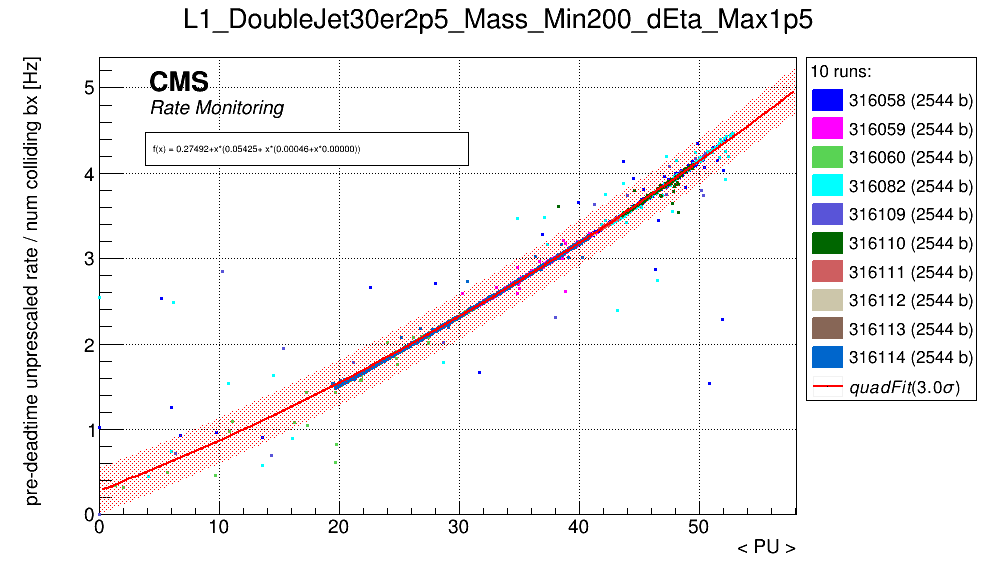 L1_DoubleJet30er2p5_Mass_Min200_dEta_Max1p5
pre-deadtime unprescaled rate / num colliding bx [Hz]
CMS
Rate Monitoring
f(x) = 0.27492+x*(0.05425+ x*(0.00046+x*0.00000))
5
4
3
2
1
0
0 10 20 30 40 50
< PU >
10 runs:
316058 (2544 b)
316059 (2544 b)
316060 (2544 b)
316082 (2544 b)
316109 (2544 b)
316110 (2544 b)
316111 (2544 b)
316112 (2544 b)
316113 (2544 b)
316114 (2544 b)
quadFit(3.0σ)